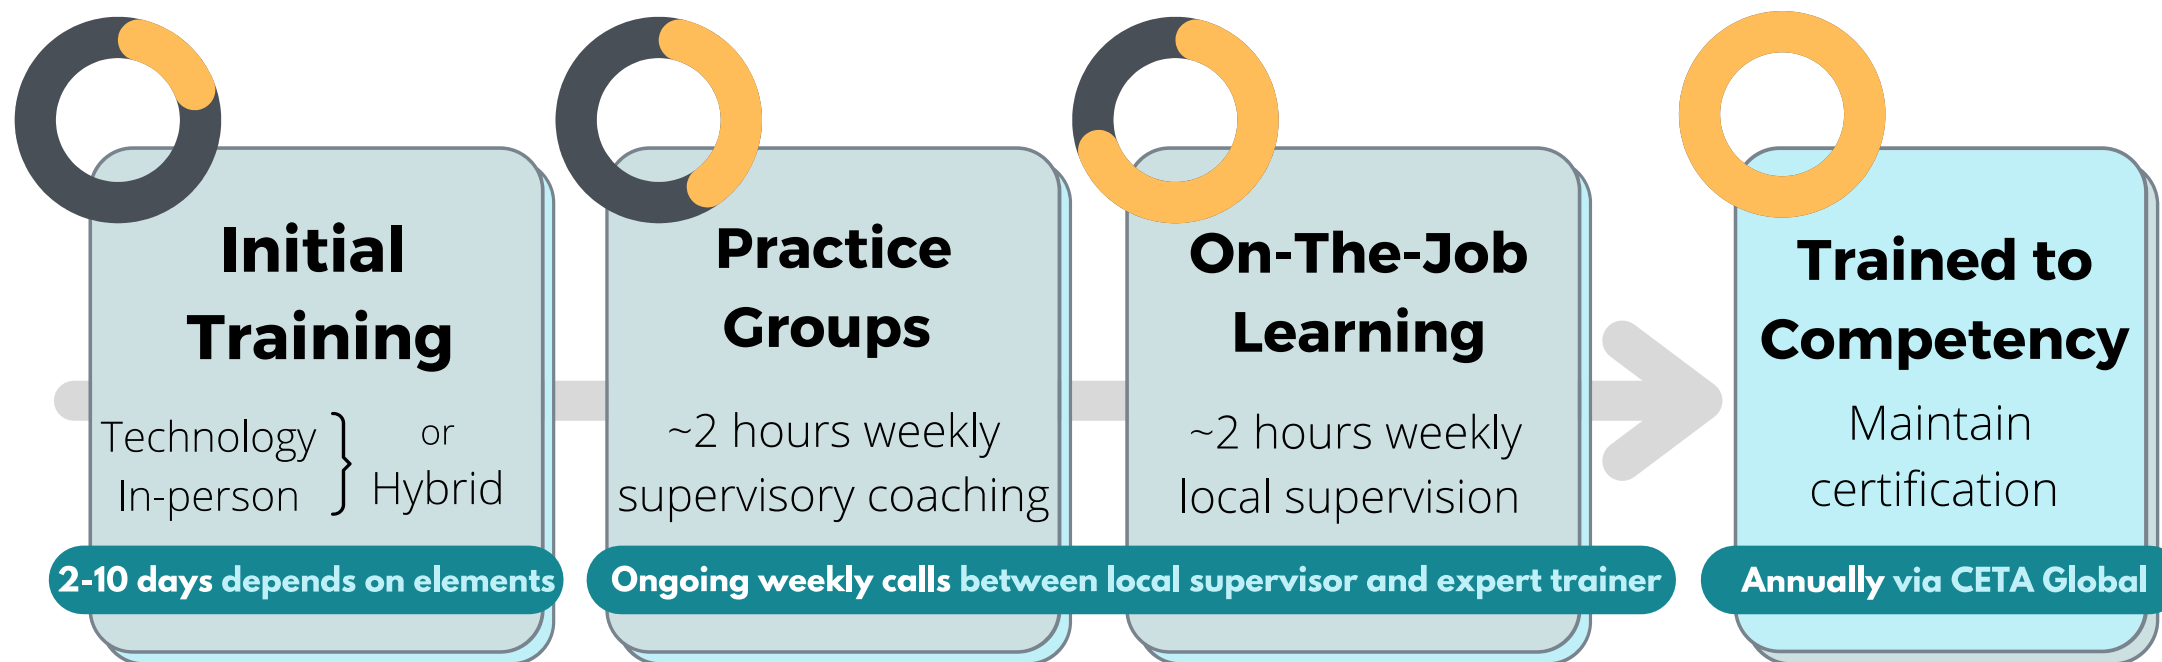 Initial
Training
Technology
In-person
or
Hybrid
2-10 days depends on elements
Practice
Groups
~2 hours weekly
supervisory coaching
On-The-Job
Learning
~2 hours weekly
local supervision
Ongoing weekly calls between local supervisor and expert trainer
Trained to
Competency
Maintain
certification
Annually via CETA Global